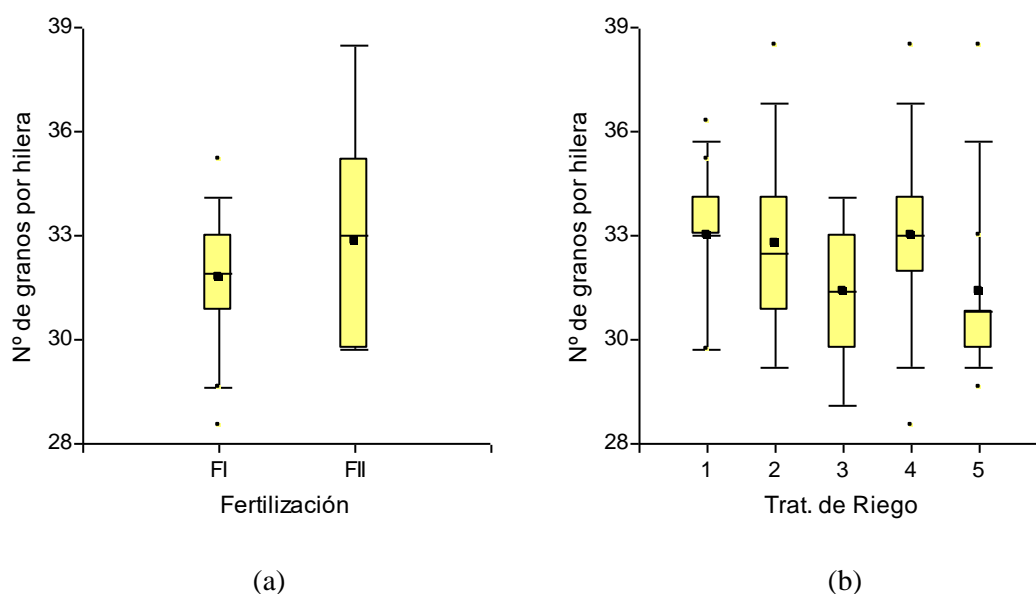 39
36
33
30
28
Nº de granos por hilera
FI FII
Fertilización
(a)
39
36
33
30
28
Nº de granos por hilera
1 2 3 4 5
Trat. de Riego
(b)